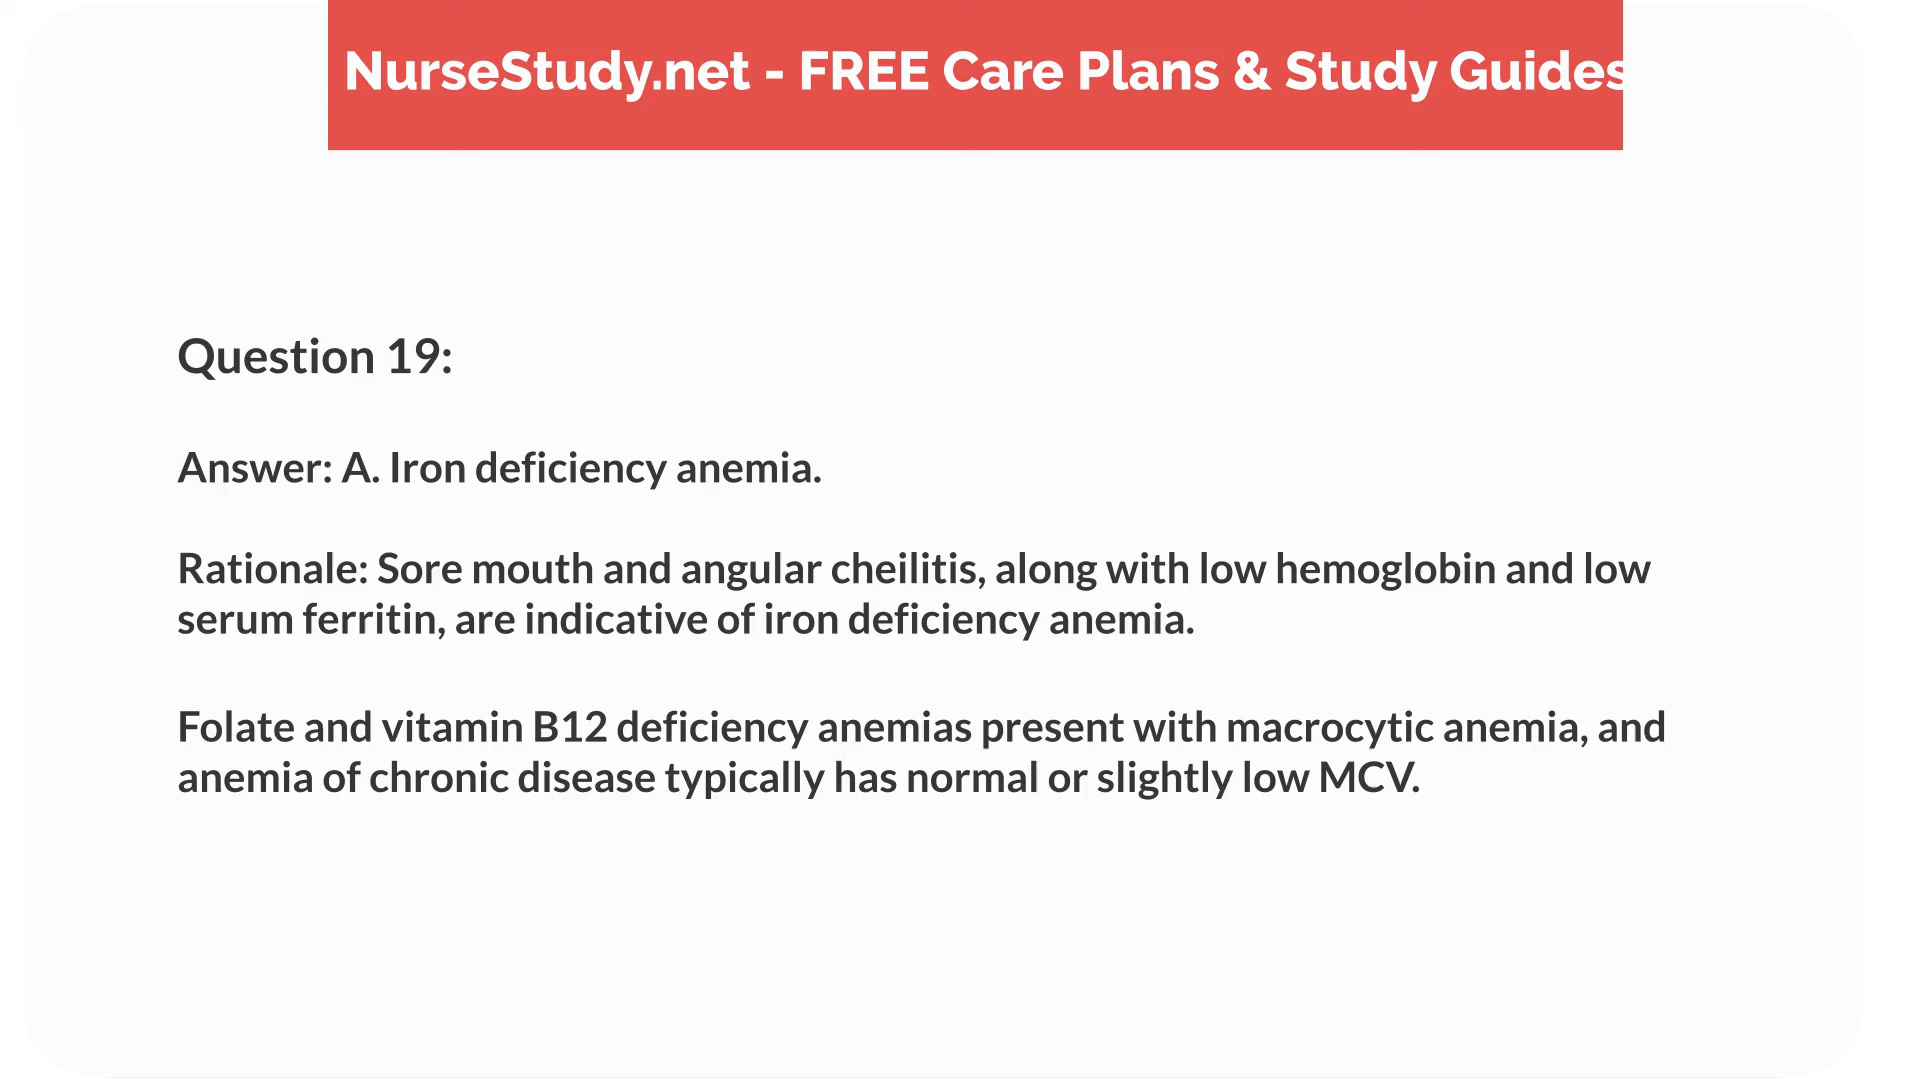 NurseStudy.net - FREE Care Plans & Study Guides
Question 19:
Answer: A. Iron deficiency anemia.
Rationale: Sore mouth and angular cheilitis, along with low hemoglobin and low
serum ferritin, are indicative of iron deficiency anemia.
Folate and vitamin B12 deficiency anemias present with macrocytic anemia, and
anemia of chronic disease typically has normal or slightly low MCV.